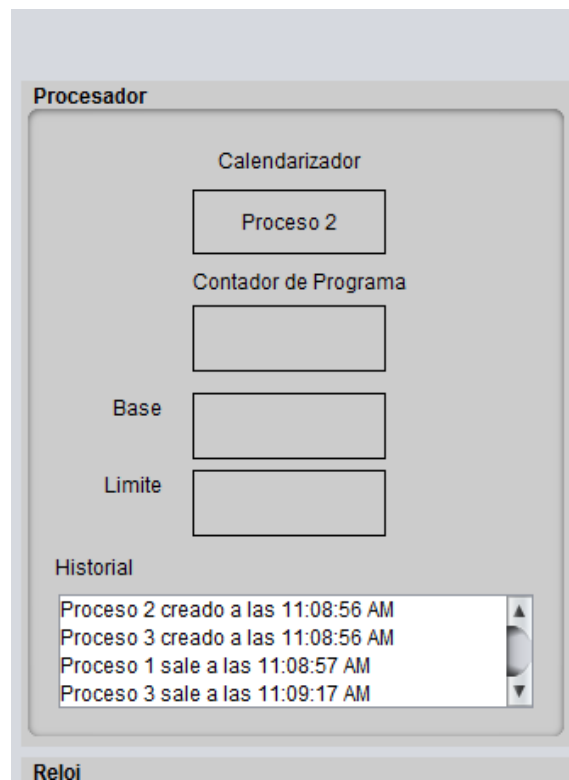 Procesador
Calendarizador
Proceso 2
Contador de Programa
Base
Limite
Historial
Proceso 2 creado a las 11:08:56 AM
Proceso 3 creado a las 11:08:56 AM
Proceso 1 sale a las 11:08:57 AM
Proceso 3 sale a las 11:09:17 AM
Reloj